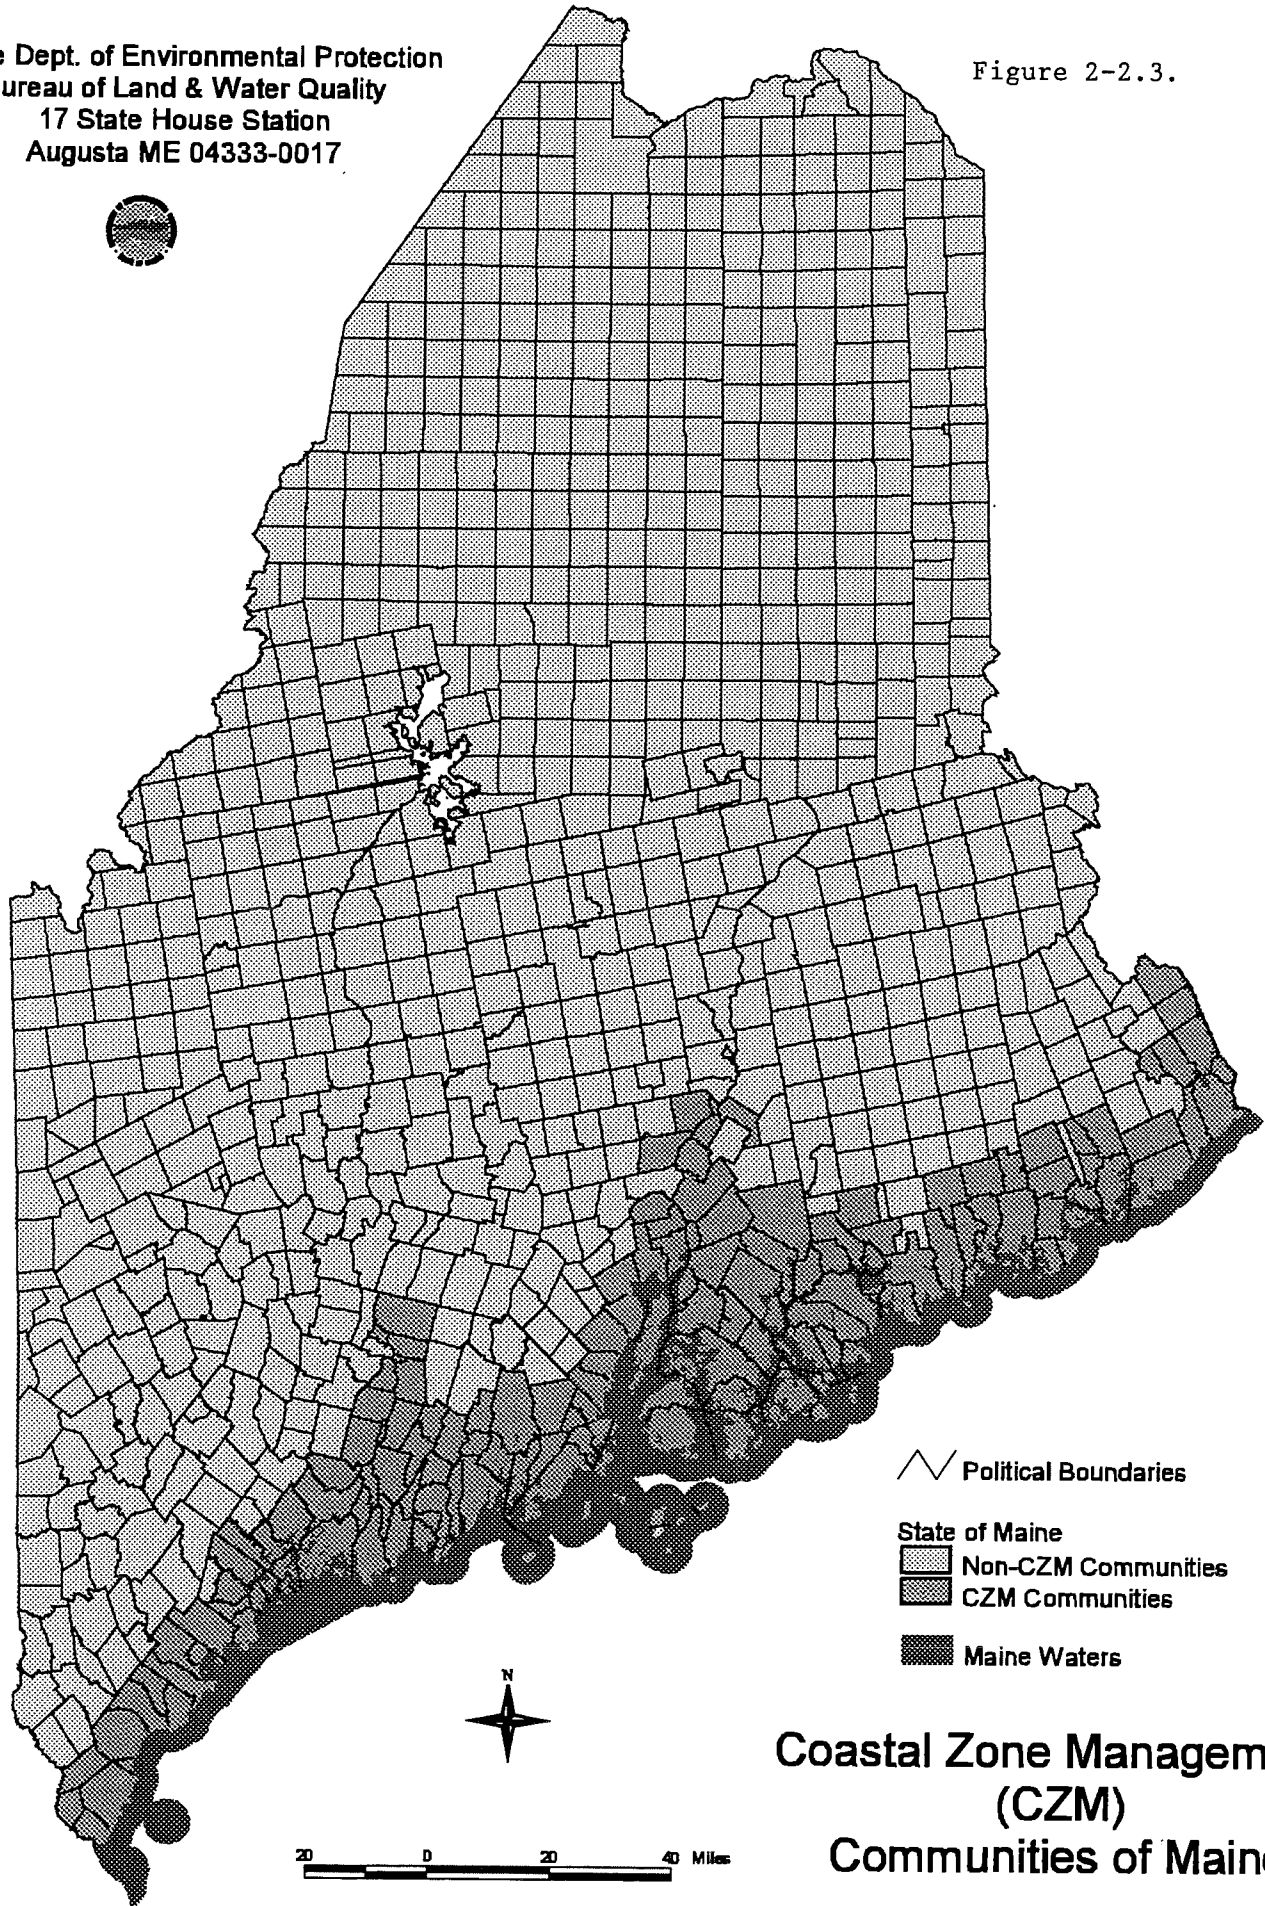 e Dept. of Environmental Protection
ureau of Land & Water Quality
17 State House Station
Augusta ME 04333-0017
Figure 2-2.3.
Political Boundaries
State of Maine
Non-CZM Communities
CZM Communities
Maine Waters
N
Coastal Zone Managem
(CZM)
Communities of Maine
20 0 20 40 Miles